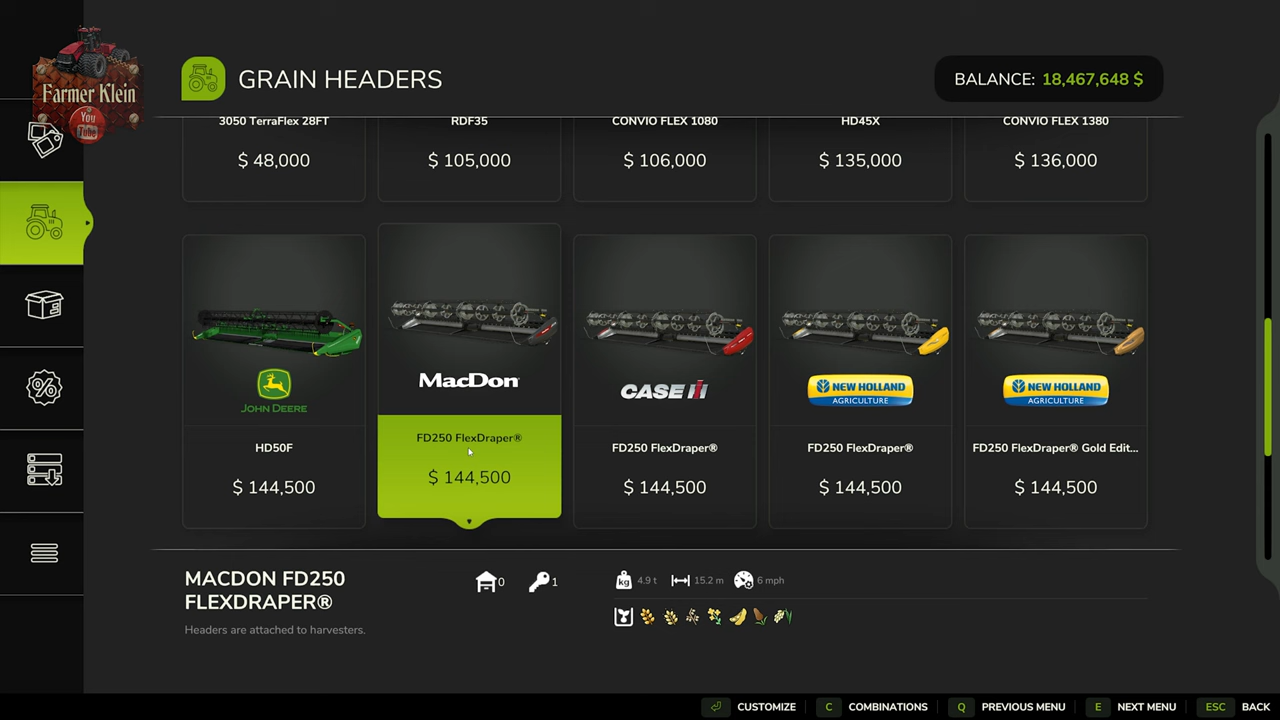 Farmer Klein
You
Tube
GRAIN HEADERS
BALANCE: 18,467,648 $
3050 TerraFlex 28FT
RDF35
CONVIO FLEX 1080
HD45X
CONVIO FLEX 1380
$ 48,000
$ 105,000
$ 106,000
$ 135,000
$ 136,000
JOHN DEERE
MacDon
CASE IH
NEW HOLLAND
AGRICULTURE
NEW HOLLAND
AGRICULTURE
HD50F
FD250 FlexDraper®
FD250 FlexDraper®
FD250 FlexDraper®
FD250 FlexDraper® Gold Edit...
$ 144,500
$ 144,500
$ 144,500
$ 144,500
$ 144,500
MACDON FD250
FLEXDRAPER®
0
1
kg 4.9 t
15.2 m
6 mph
Headers are attached to harvesters.
CUSTOMIZE
C COMBINATIONS
Q PREVIOUS MENU
E NEXT MENU
ESC BACK